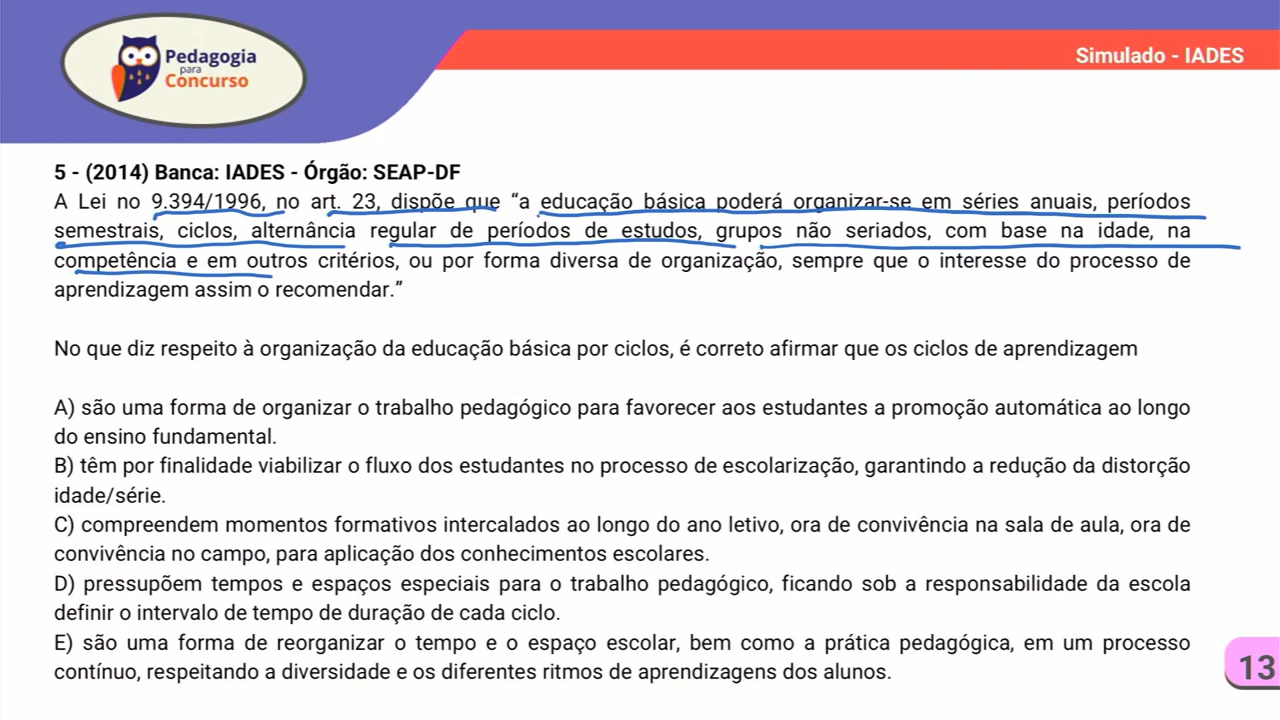 Pedagogia
para
Concurso
Simulado - IADES
5 - (2014) Banca: IADES - Órgão: SEAP-DF
A Lei no 9.394/1996, no art. 23, dispõe que “a educação básica poderá organizar-se em séries anuais, períodos
semestrais, ciclos, alternância regular de períodos de estudos, grupos não seriados, com base na idade, na
competência e em outros critérios, ou por forma diversa de organização, sempre que o interesse do processo de
aprendizagem assim o recomendar.”
No que diz respeito à organização da educação básica por ciclos, é correto afirmar que os ciclos de aprendizagem
A) são uma forma de organizar o trabalho pedagógico para favorecer aos estudantes a promoção automática ao longo
do ensino fundamental.
B) têm por finalidade viabilizar o fluxo dos estudantes no processo de escolarização, garantindo a redução da distorção
idade/série.
C) compreendem momentos formativos intercalados ao longo do ano letivo, ora de convivência na sala de aula, ora de
convivência no campo, para aplicação dos conhecimentos escolares.
D) pressupõem tempos e espaços especiais para o trabalho pedagógico, ficando sob a responsabilidade da escola
definir o intervalo de tempo de duração de cada ciclo.
E) são uma forma de reorganizar o tempo e o espaço escolar, bem como a prática pedagógica, em um processo
contínuo, respeitando a diversidade e os diferentes ritmos de aprendizagens dos alunos.
13